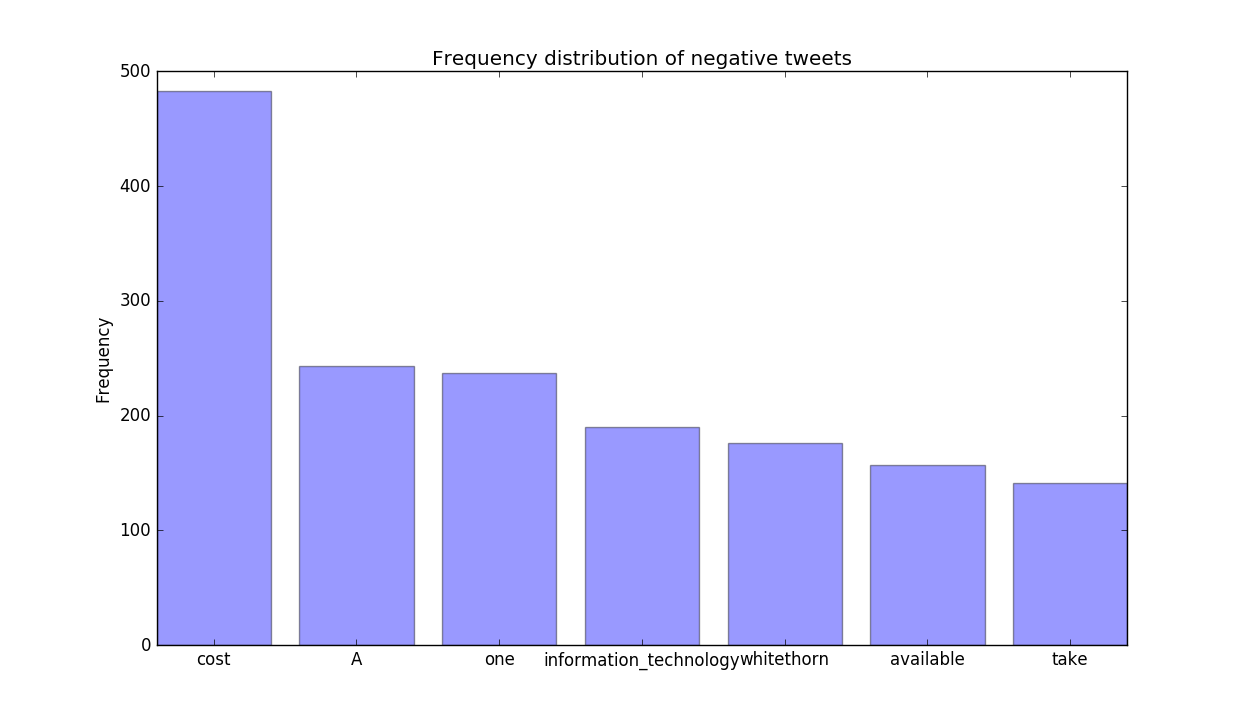 Frequency distribution of negative tweets
500
400
300
200
100
0
Frequency
cost A one information_technology whitethorn available take